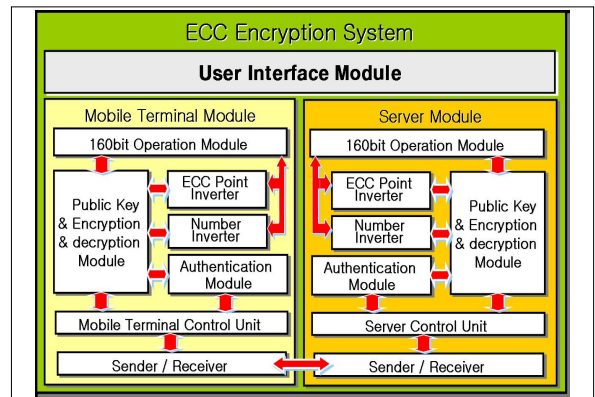 ECC Encryption System
User Interface Module
Mobile Terminal Module
160bit Operation Module
Public Key
& Encryption
& decryption
Module
ECC Point
Inverter
Number
Inverter
Authentication
Module
Mobile Terminal Control Unit
Sender / Receiver
Server Module
160bit Operation Module
ECC Point
Inverter
Number
Inverter
Authentication
Module
Public Key
& Encryption
& decryption
Module
Server Control Unit
Sender / Receiver